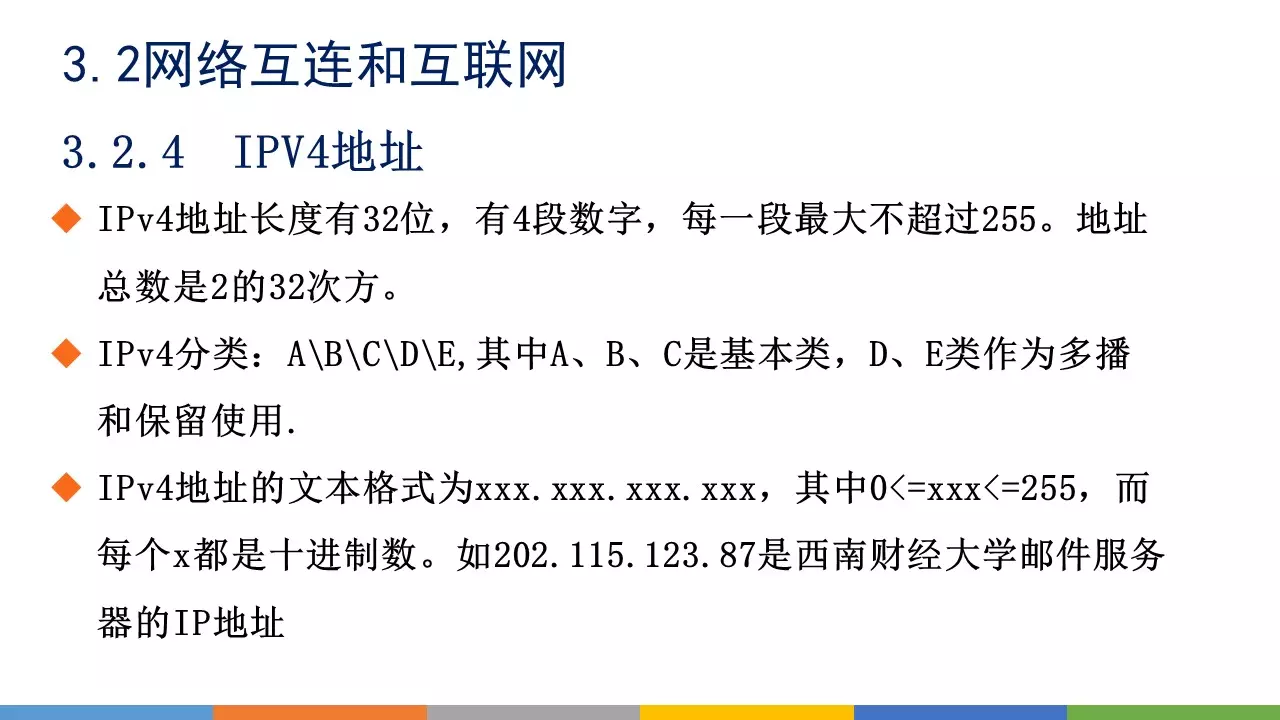 3.2网络互连和互联网
3.2.4 IPV4地址
IPv4地址长度有32位，有4段数字，每一段最大不超过255。地址
总数是2的32次方。
IPv4分类：A\B\C\D\E,其中A、B、C是基本类，D、E类作为多播
和保留使用.
IPv4地址的文本格式为xxx.xxx.xxx.xxx，其中0<=xxx<=255，而
每个x都是十进制数。如202.115.123.87是西南财经大学邮件服务
器的IP地址